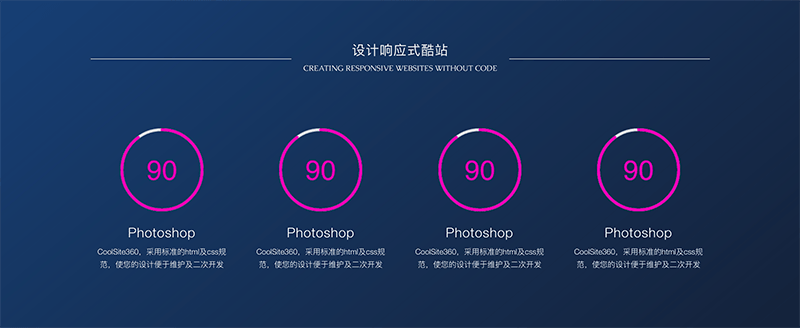 设计响应式酷站
CREATING RESPONSIVE WEBSITES WITHOUT CODE
90
Photoshop
CoolSite360，采用标准的html及css规
范，使您的设计便于维护及二次开发
90
Photoshop
CoolSite360，采用标准的html及css规
范，使您的设计便于维护及二次开发
90
Photoshop
CoolSite360，采用标准的html及css规
范，使您的设计便于维护及二次开发
90
Photoshop
CoolSite360，采用标准的html及css规
范，使您的设计便于维护及二次开发